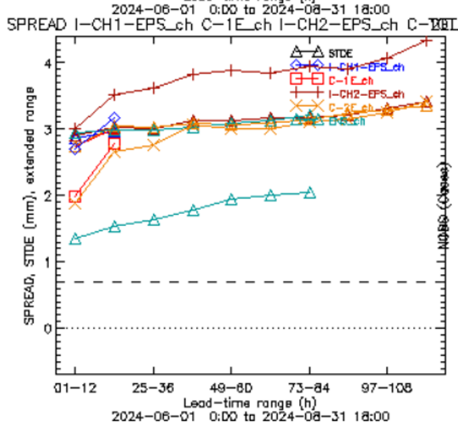 2024-06-01 0:00 to 2024-08-31 18:00
SPREAD I-CH1-EPS_ch C-1E_ch I-CH2-EPS_ch
4
3
2
1
0
SPREAD, STDE (mm), extended range
STDE
I-CH1-EPS_ch
C-1E_ch
I-CH2-EPS_ch
C-2E_ch
01-12 25-36 49-60 73-84 97-108
Lead-time range (h)
2024-06-01 0:00 to 2024-08-31 18:00